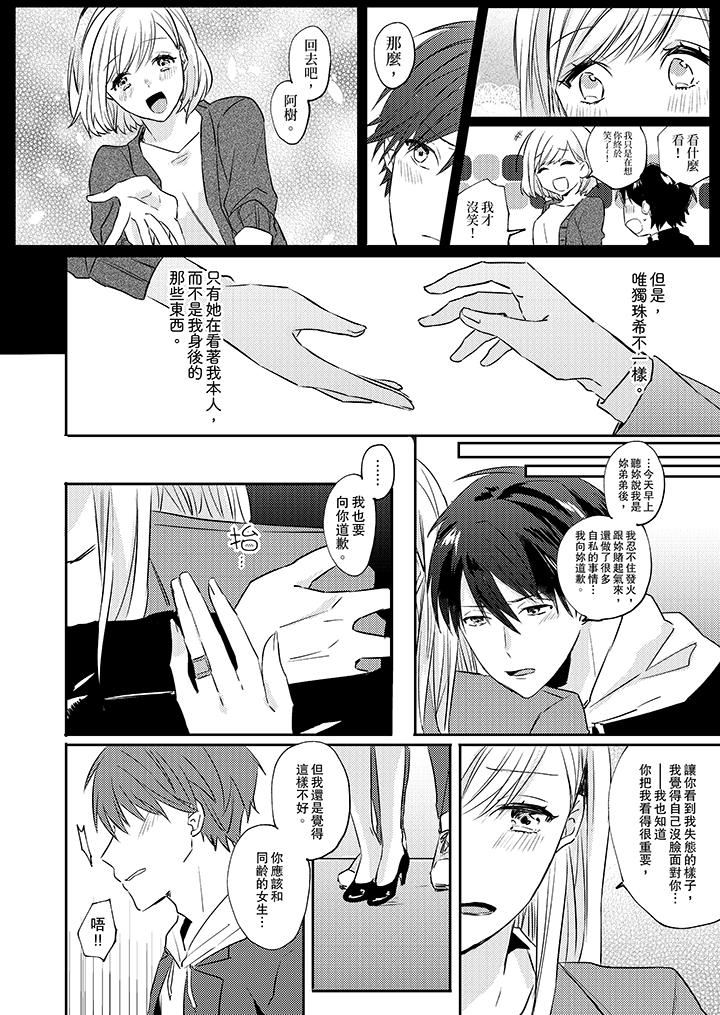 看什麼
看！
我只是在想
你終於
笑了！
我才
沒笑！
那麼，
回去吧，
阿樹。
但是，
唯獨珠希不一樣。
只有她在看著我本人，
而不是我身後的
那些東西。
…今天早上
聽妳說我是
妳弟弟後，
我忍不住發火，
跟妳賭起氣來，
還做了很多
自私的事情…
我向妳道歉。
……
我也要
向你道歉。
抬…
讓你看到我失態的樣子，
我覺得自己沒臉面對你…
——我也知道
你把我看得很重要，
但我還是覺得
這樣不好。
你應該和
同齡的女生…
唔!!